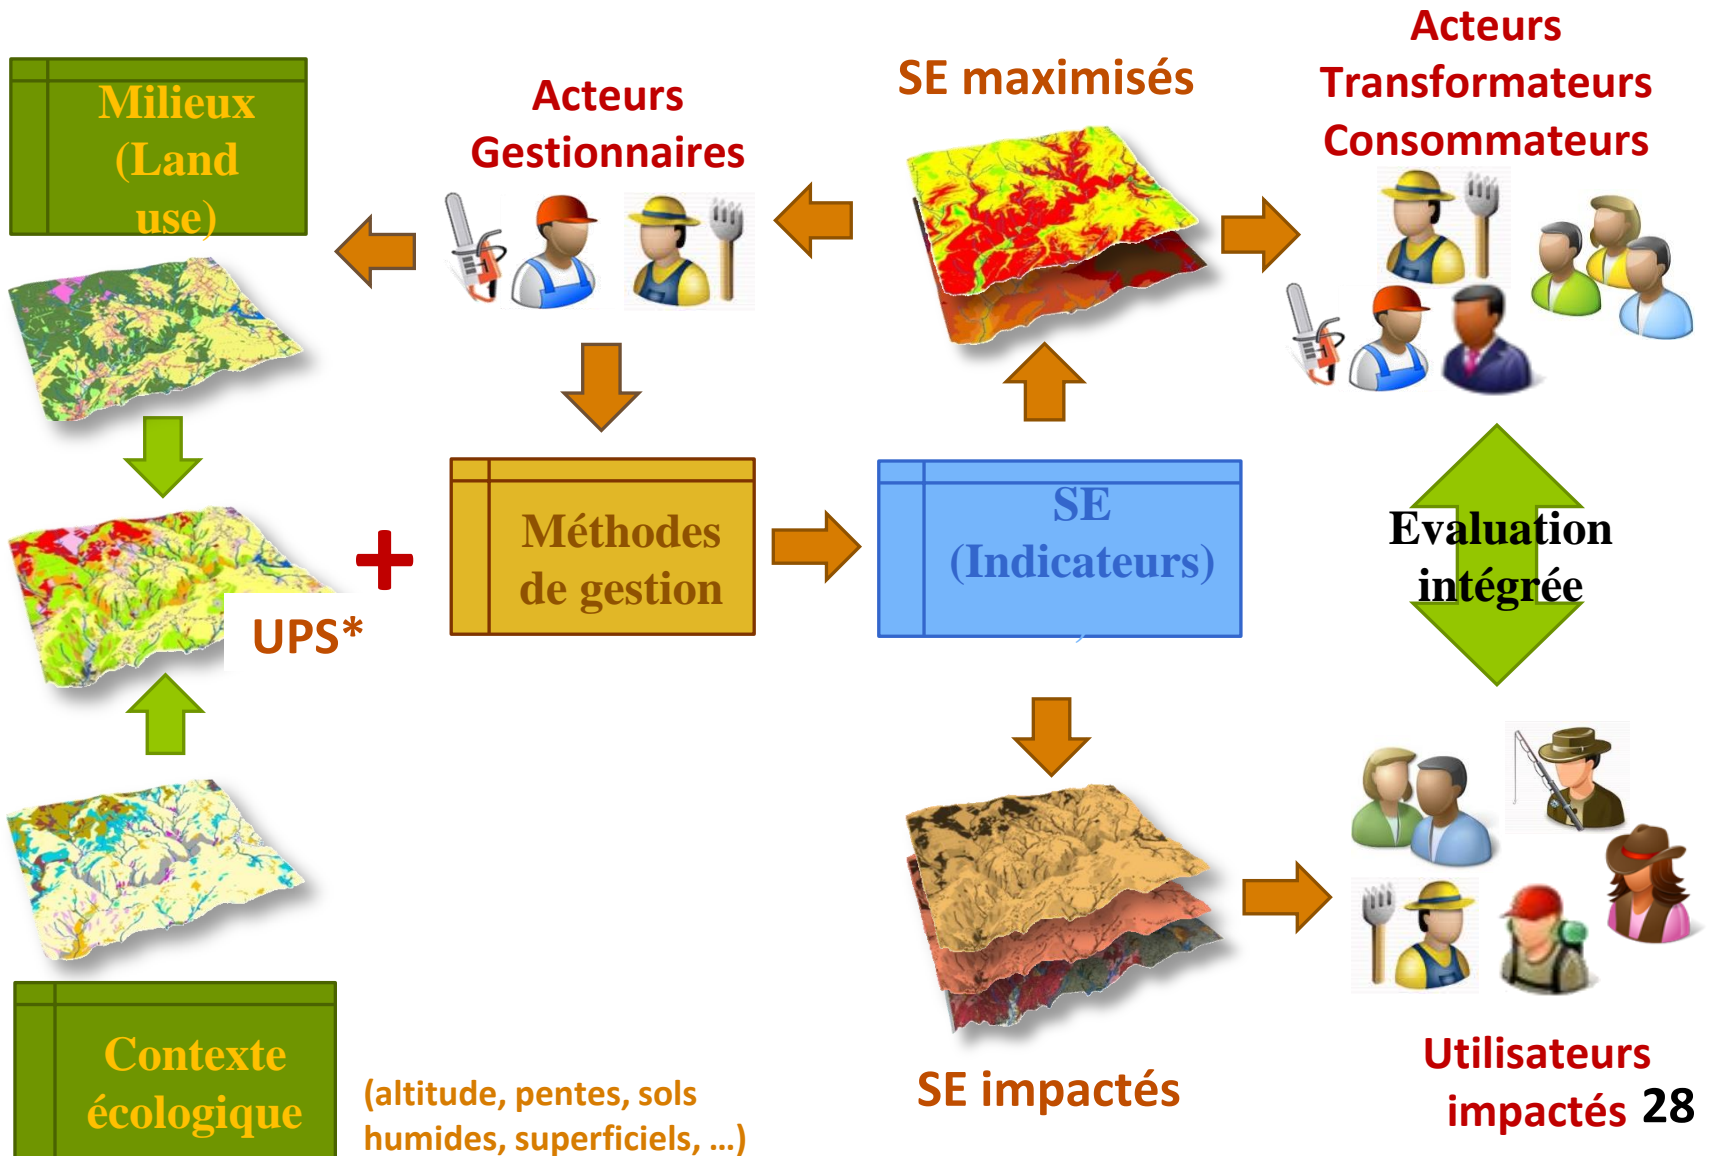 Milieux
(Land
use)
Acteurs
Gestionnaires
SE maximisés
Acteurs
Transformateurs
Consommateurs
UPS*
+
Méthodes
de gestion
SE
(Indicateurs)
Evaluation
intégrée
Contexte
écologique
(altitude, pentes, sols
humides, superficiels, …)
SE impactés
Utilisateurs
impactés
28